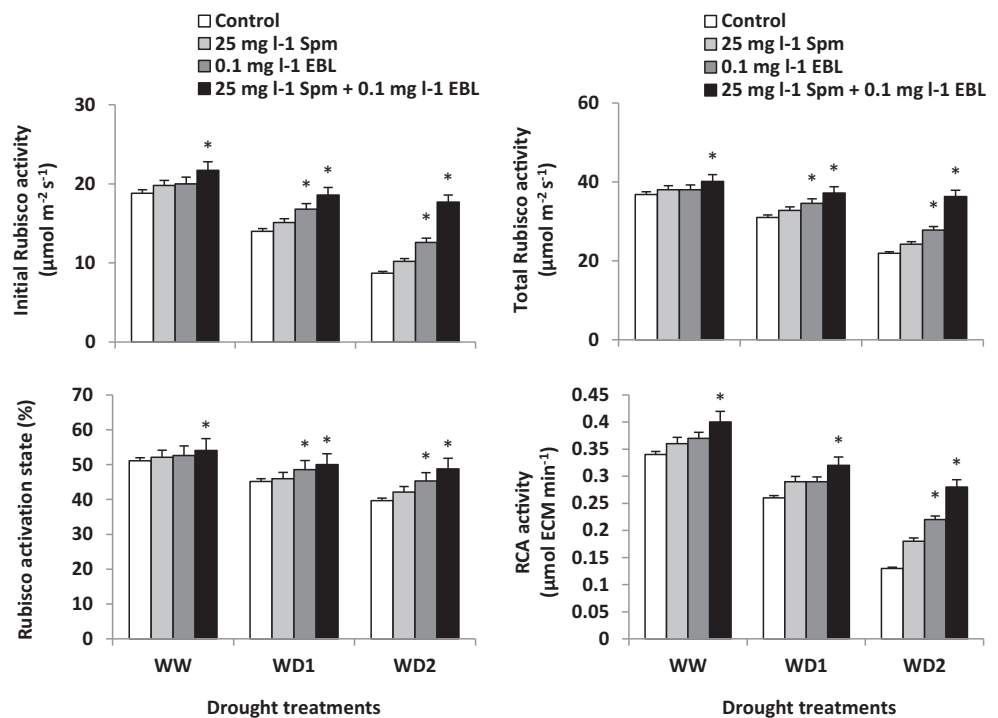 Control
25 mg l-1 Spm
0.1 mg l-1 EBL
25 mg l-1 Spm + 0.1 mg l-1 EBL
30
20
10
0
Initial Rubisco activity
(µmol m⁻² s⁻¹)
*
* *
* *
Control
25 mg l-1 Spm
0.1 mg l-1 EBL
25 mg l-1 Spm + 0.1 mg l-1 EBL
60
40
20
0
Total Rubisco activity
(µmol m⁻² s⁻¹)
*
* *
* *
70
60
50
40
30
20
10
0
Rubisco activation state (%)
*
* *
* *
WW WD1 WD2
Drought treatments
0.45
0.4
0.35
0.3
0.25
0.2
0.15
0.1
0.05
0
RCA activity
(µmol ECM min⁻¹)
*
*
* *
WW WD1 WD2
Drought treatments